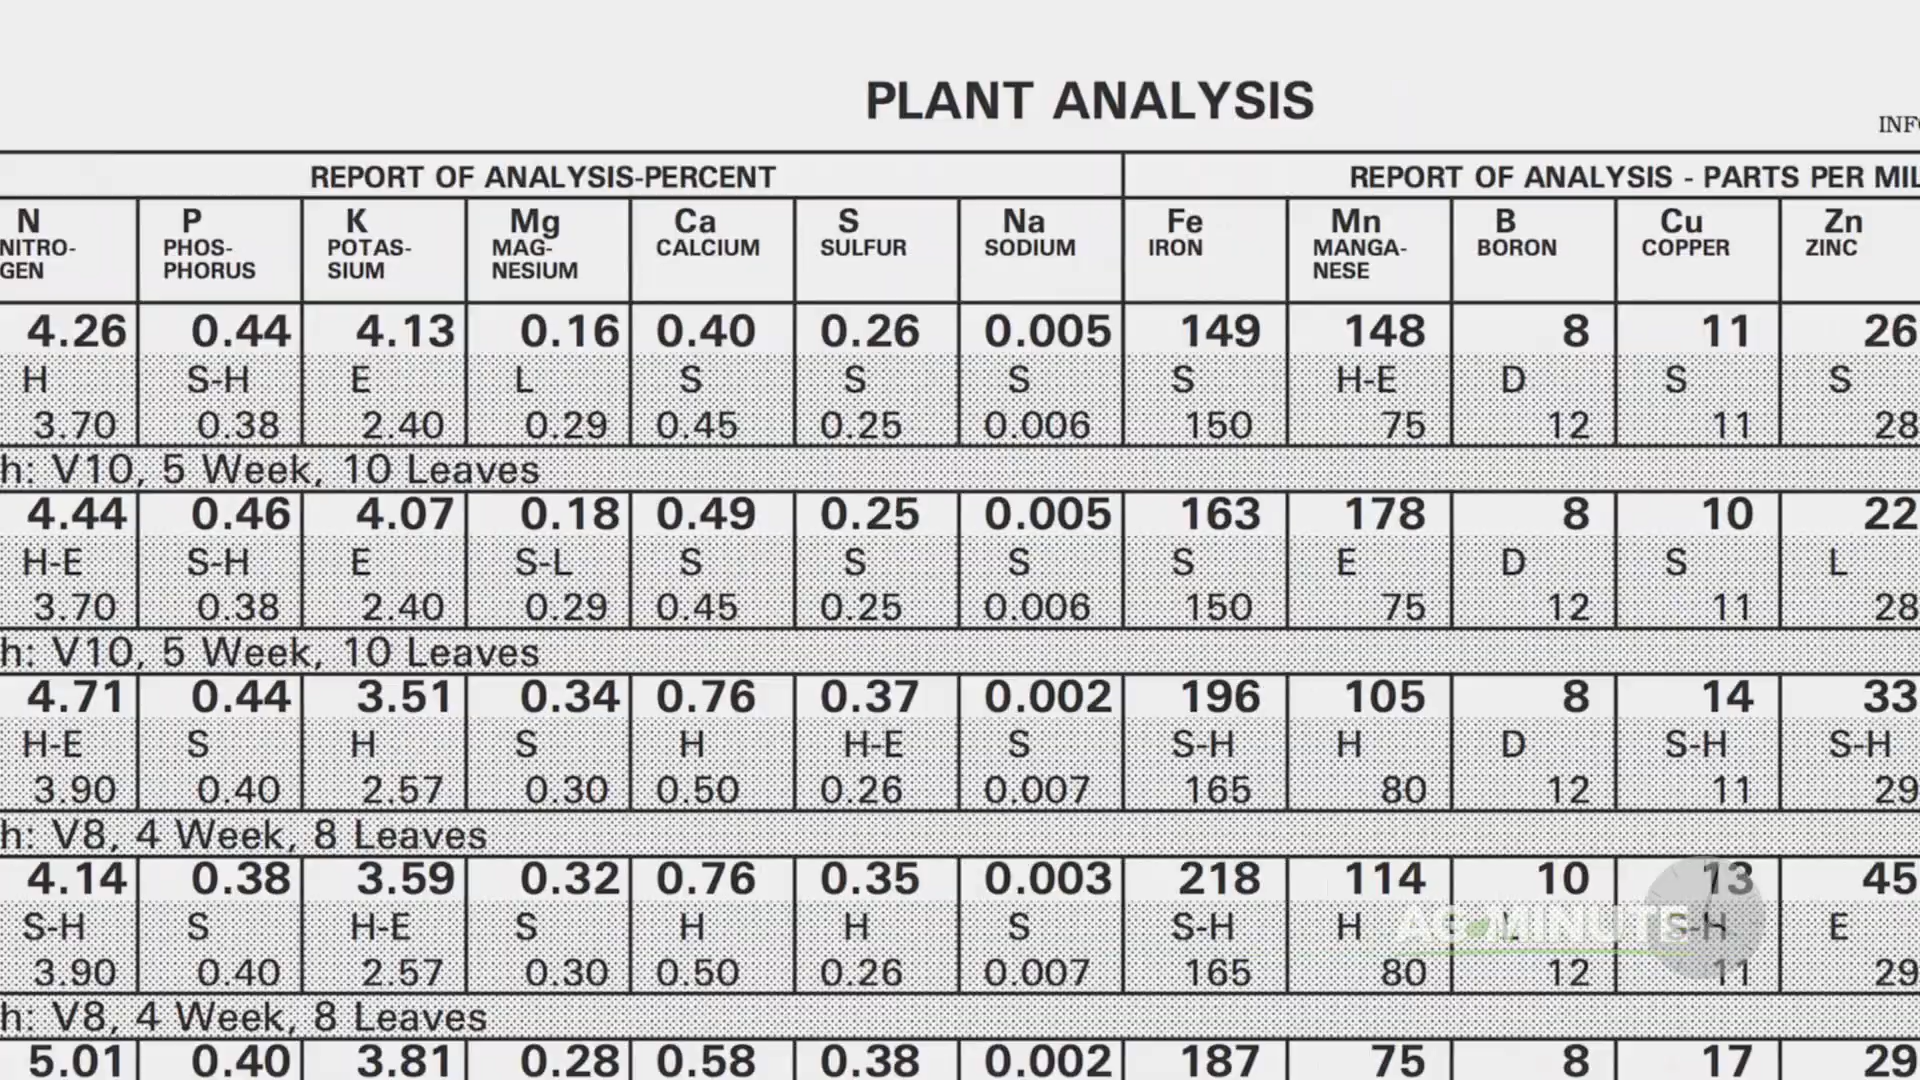 PLANT ANALYSIS
INFO
REPORT OF ANALYSIS-PERCENT REPORT OF ANALYSIS - PARTS PER MIL
N P K Mg Ca S Na Fe Mn B Cu Zn
NITRO- PHOS- POTAS- MAG- CALCIUM SULFUR SODIUM IRON MANGA- BORON COPPER ZINC
GEN PHORUS SIUM NESIUM NESE
4.26 0.44 4.13 0.16 0.40 0.26 0.005 149 148 8 11 26
H S-H E L S S S S H-E D S S
3.70 0.38 2.40 0.29 0.45 0.25 0.006 150 75 12 11 28
h: V10, 5 Week, 10 Leaves
4.44 0.46 4.07 0.18 0.49 0.25 0.005 163 178 8 10 22
H-E S-H E S-L S S S S E D S L
3.70 0.38 2.40 0.29 0.45 0.25 0.006 150 75 12 11 28
h: V10, 5 Week, 10 Leaves
4.71 0.44 3.51 0.34 0.76 0.37 0.002 196 105 8 14 33
H-E S H S H H-E S S-H H D S-H S-H
3.90 0.40 2.57 0.30 0.50 0.26 0.007 165 80 12 11 29
h: V8, 4 Week, 8 Leaves
4.14 0.38 3.59 0.32 0.76 0.35 0.003 218 114 10 13 45
S-H S H-E S H H S S-H H S-H E
AG MINUTE
3.90 0.40 2.57 0.30 0.50 0.26 0.007 165 80 12 11 29
h: V8, 4 Week, 8 Leaves
5.01 0.40 3.81 0.28 0.58 0.38 0.002 187 75 8 17 29